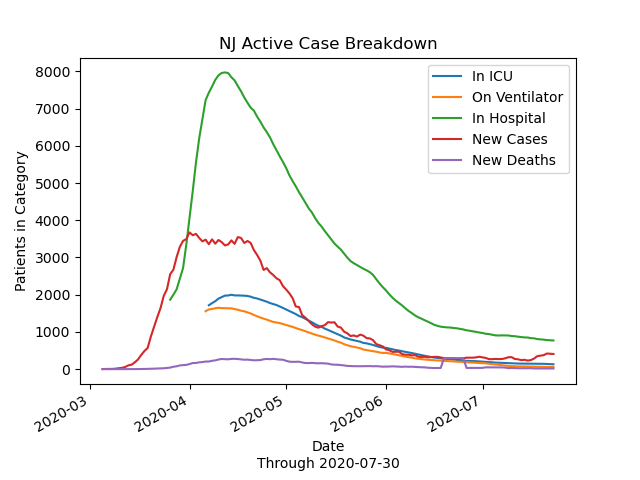 NJ Active Case Breakdown
In ICU
On Ventilator
In Hospital
New Cases
New Deaths
Patients in Category
8000
7000
6000
5000
4000
3000
2000
1000
0
2020-03
2020-04
2020-05
2020-06
2020-07
Date
Through 2020-07-30